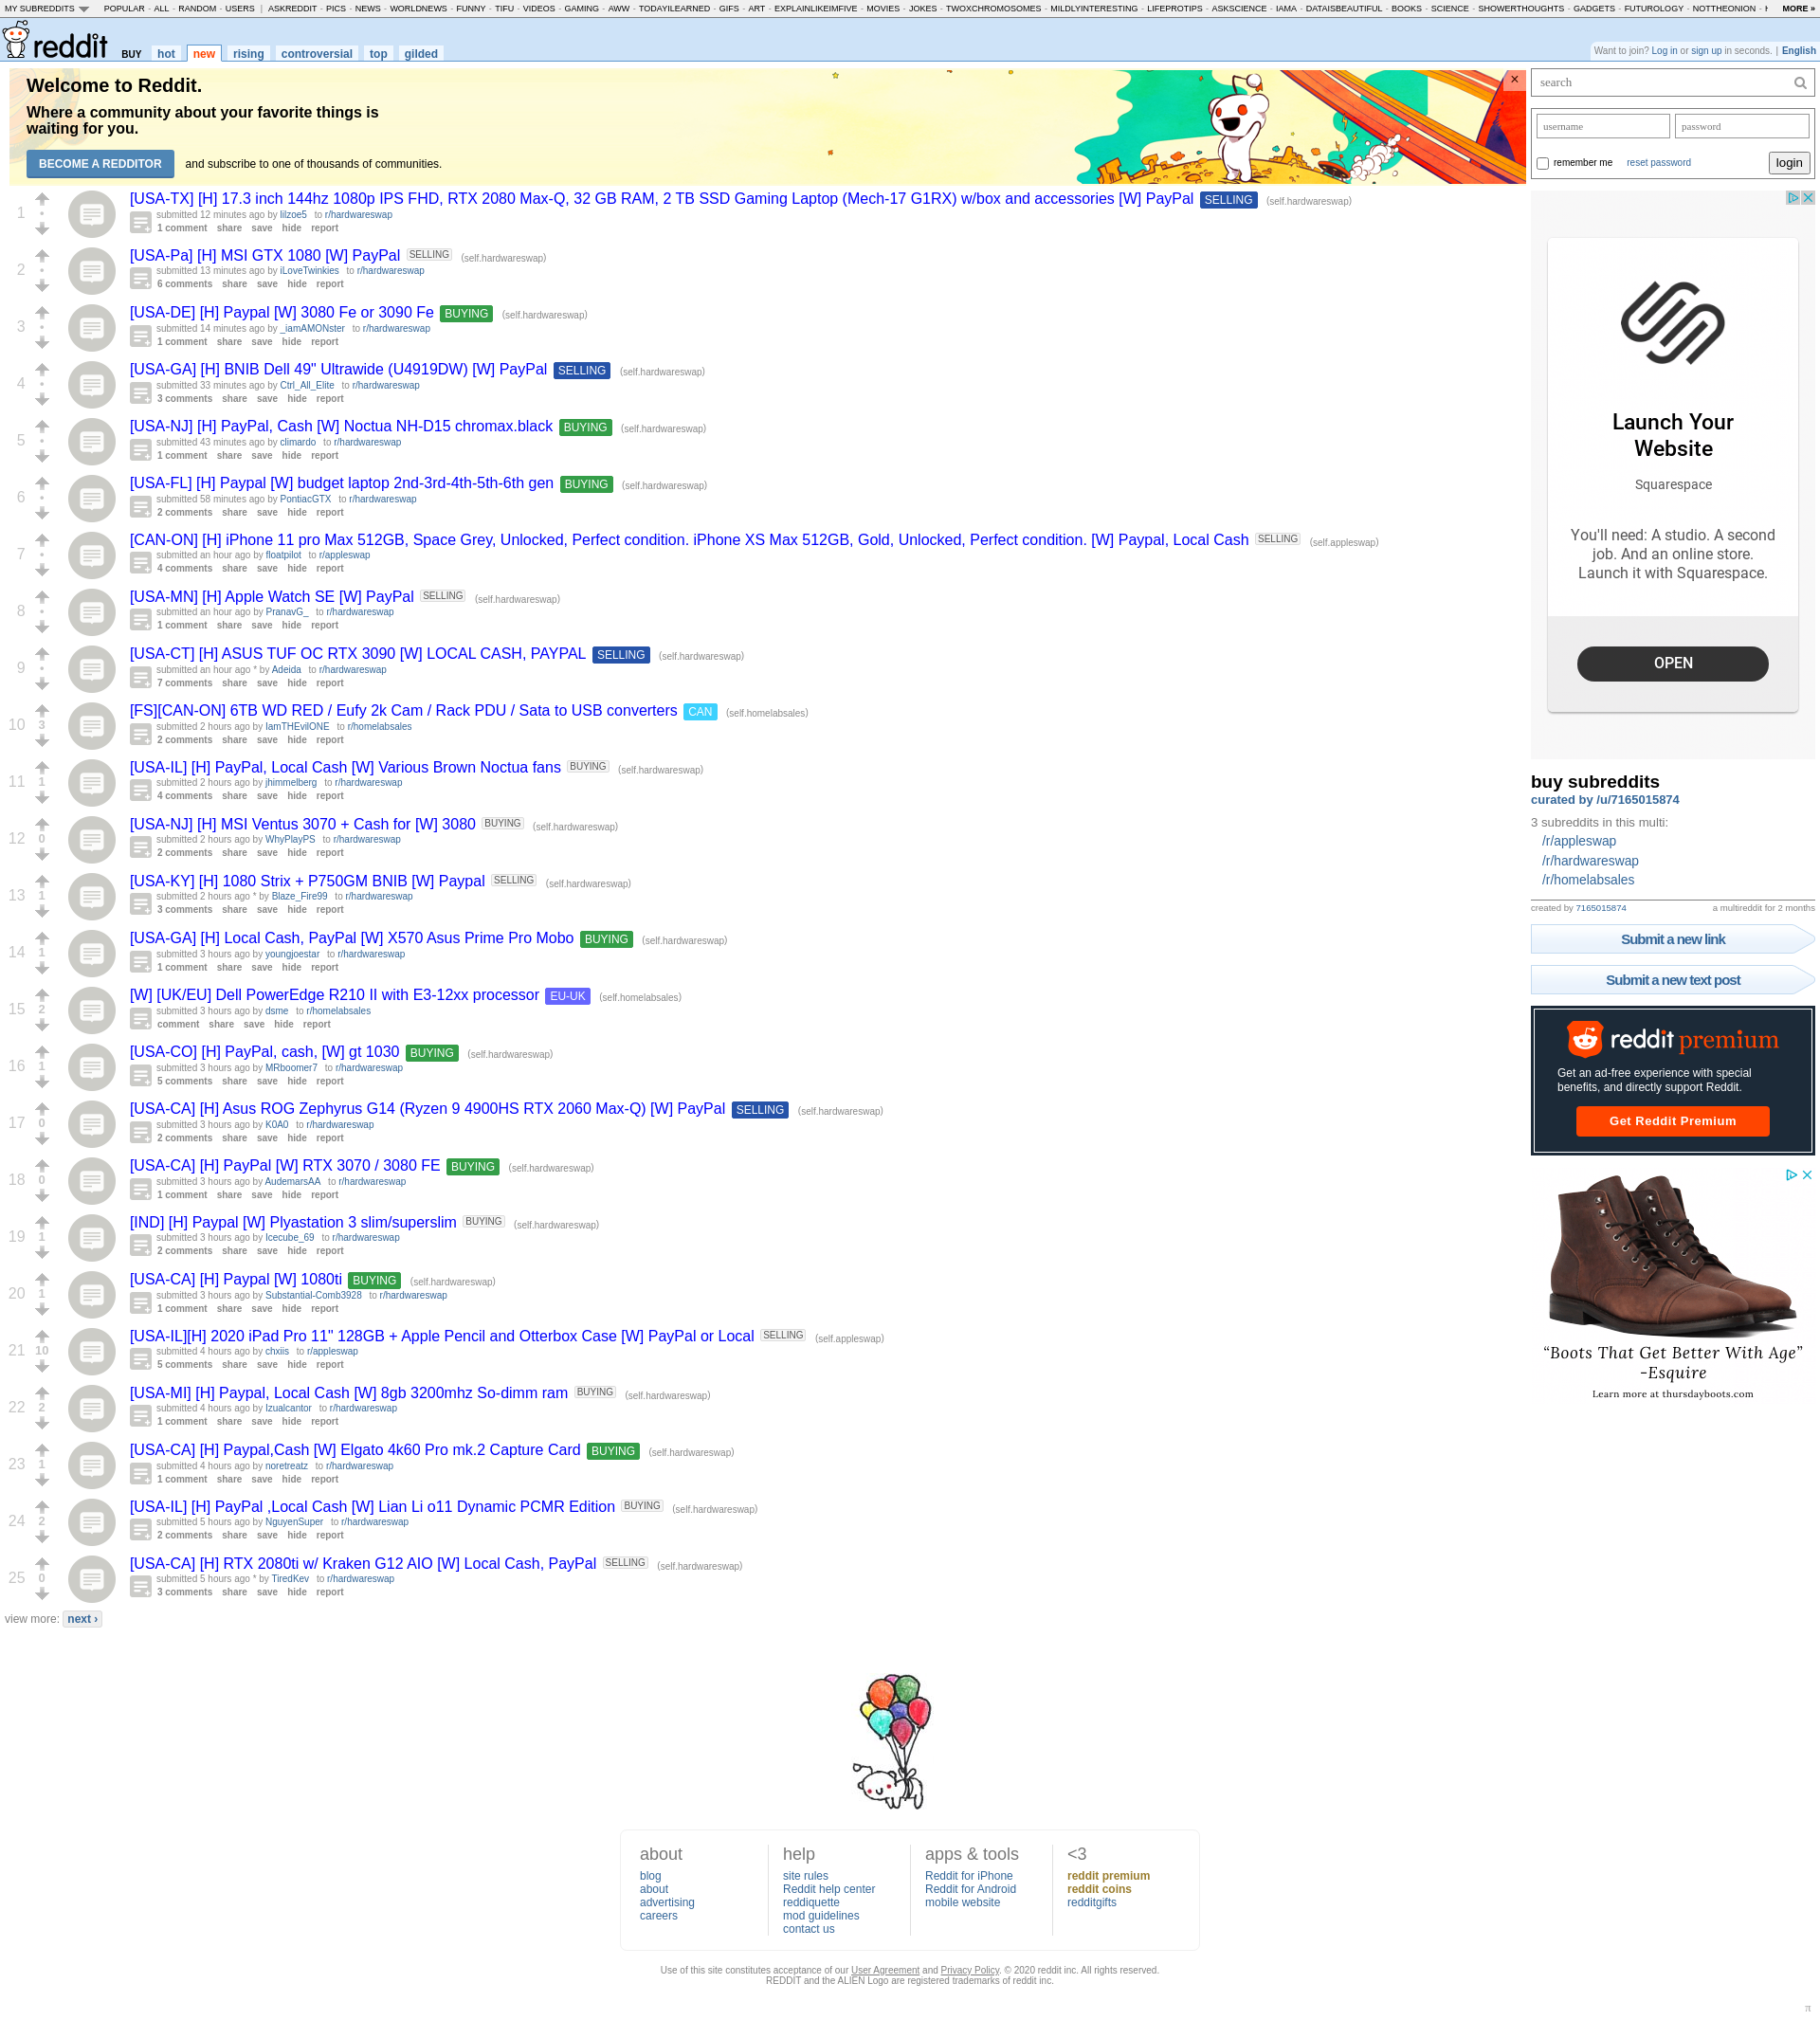 MY SUBREDDITS POPULAR - ALL - RANDOM - USERS | ASKREDDIT - PICS - NEWS - WORLDNEWS - FUNNY - TIFU - VIDEOS - GAMING - AWW - TODAYILEARNED - GIFS - ART - EXPLAINLIKEIMFIVE - MOVIES - JOKES - TWOXCHROMOSOMES - MILDLYINTERESTING - LIFEPROTIPS - ASKSCIENCE - IAMA - DATAISBEAUTIFUL - BOOKS - SCIENCE - SHOWERTHOUGHTS - GADGETS - FUTUROLOGY - NOTTHEONION - MORE »
reddit BUY hot new rising controversial top gilded
Want to join? Log in or sign up in seconds. | English
Welcome to Reddit.
Where a community about your favorite things is
waiting for you.
BECOME A REDDITOR and subscribe to one of thousands of communities.
1
[USA-TX] [H] 17.3 inch 144hz 1080p IPS FHD, RTX 2080 Max-Q, 32 GB RAM, 2 TB SSD Gaming Laptop (Mech-17 G1RX) w/box and accessories [W] PayPal SELLING (self.hardwareswap)
submitted 12 minutes ago by lilzoe5 to r/hardwareswap
1 comment share save hide report
2
[USA-Pa] [H] MSI GTX 1080 [W] PayPal SELLING (self.hardwareswap)
submitted 13 minutes ago by iLoveTwinkies to r/hardwareswap
6 comments share save hide report
3
[USA-DE] [H] Paypal [W] 3080 Fe or 3090 Fe BUYING (self.hardwareswap)
submitted 14 minutes ago by _iamAMONster to r/hardwareswap
1 comment share save hide report
4
[USA-GA] [H] BNIB Dell 49" Ultrawide (U4919DW) [W] PayPal SELLING (self.hardwareswap)
submitted 33 minutes ago by Ctrl_All_Elite to r/hardwareswap
3 comments share save hide report
5
[USA-NJ] [H] PayPal, Cash [W] Noctua NH-D15 chromax.black BUYING (self.hardwareswap)
submitted 43 minutes ago by climardo to r/hardwareswap
1 comment share save hide report
6
[USA-FL] [H] Paypal [W] budget laptop 2nd-3rd-4th-5th-6th gen BUYING (self.hardwareswap)
submitted 58 minutes ago by PontiacGTX to r/hardwareswap
2 comments share save hide report
7
[CAN-ON] [H] iPhone 11 pro Max 512GB, Space Grey, Unlocked, Perfect condition. iPhone XS Max 512GB, Gold, Unlocked, Perfect condition. [W] Paypal, Local Cash SELLING (self.appleswap)
submitted an hour ago by floatpilot to r/appleswap
4 comments share save hide report
8
[USA-MN] [H] Apple Watch SE [W] PayPal SELLING (self.hardwareswap)
submitted an hour ago by PranavG_ to r/hardwareswap
1 comment share save hide report
9
[USA-CT] [H] ASUS TUF OC RTX 3090 [W] LOCAL CASH, PAYPAL SELLING (self.hardwareswap)
submitted an hour ago * by Adeida to r/hardwareswap
7 comments share save hide report
10 3
[FS][CAN-ON] 6TB WD RED / Eufy 2k Cam / Rack PDU / Sata to USB converters CAN (self.homelabsales)
submitted 2 hours ago by IamTHEvilONE to r/homelabsales
2 comments share save hide report
11 1
[USA-IL] [H] PayPal, Local Cash [W] Various Brown Noctua fans BUYING (self.hardwareswap)
submitted 2 hours ago by jhimmelberg to r/hardwareswap
4 comments share save hide report
12 0
[USA-NJ] [H] MSI Ventus 3070 + Cash for [W] 3080 BUYING (self.hardwareswap)
submitted 2 hours ago by WhyPlayPS to r/hardwareswap
2 comments share save hide report
13 1
[USA-KY] [H] 1080 Strix + P750GM BNIB [W] Paypal SELLING (self.hardwareswap)
submitted 2 hours ago * by Blaze_Fire99 to r/hardwareswap
3 comments share save hide report
14 1
[USA-GA] [H] Local Cash, PayPal [W] X570 Asus Prime Pro Mobo BUYING (self.hardwareswap)
submitted 3 hours ago by youngjoestar to r/hardwareswap
1 comment share save hide report
15 2
[W] [UK/EU] Dell PowerEdge R210 II with E3-12xx processor EU-UK (self.homelabsales)
submitted 3 hours ago by dsme to r/homelabsales
comment share save hide report
16 1
[USA-CO] [H] PayPal, cash, [W] gt 1030 BUYING (self.hardwareswap)
submitted 3 hours ago by MRboomer7 to r/hardwareswap
5 comments share save hide report
17 0
[USA-CA] [H] Asus ROG Zephyrus G14 (Ryzen 9 4900HS RTX 2060 Max-Q) [W] PayPal SELLING (self.hardwareswap)
submitted 3 hours ago by K0A0 to r/hardwareswap
2 comments share save hide report
18 0
[USA-CA] [H] PayPal [W] RTX 3070 / 3080 FE BUYING (self.hardwareswap)
submitted 3 hours ago by AudemarsAA to r/hardwareswap
1 comment share save hide report
19 1
[IND] [H] Paypal [W] Plyastation 3 slim/superslim BUYING (self.hardwareswap)
submitted 3 hours ago by Icecube_69 to r/hardwareswap
2 comments share save hide report
20 1
[USA-CA] [H] Paypal [W] 1080ti BUYING (self.hardwareswap)
submitted 3 hours ago by Substantial-Comb3928 to r/hardwareswap
1 comment share save hide report
21 10
[USA-IL][H] 2020 iPad Pro 11" 128GB + Apple Pencil and Otterbox Case [W] PayPal or Local SELLING (self.appleswap)
submitted 4 hours ago by chxiis to r/appleswap
5 comments share save hide report
22 2
[USA-MI] [H] Paypal, Local Cash [W] 8gb 3200mhz So-dimm ram BUYING (self.hardwareswap)
submitted 4 hours ago by Izualcantor to r/hardwareswap
1 comment share save hide report
23 1
[USA-CA] [H] Paypal,Cash [W] Elgato 4k60 Pro mk.2 Capture Card BUYING (self.hardwareswap)
submitted 4 hours ago by noretreatz to r/hardwareswap
1 comment share save hide report
24 2
[USA-IL] [H] PayPal ,Local Cash [W] Lian Li o11 Dynamic PCMR Edition BUYING (self.hardwareswap)
submitted 5 hours ago by NguyenSuper to r/hardwareswap
2 comments share save hide report
25 0
[USA-CA] [H] RTX 2080ti w/ Kraken G12 AIO [W] Local Cash, PayPal SELLING (self.hardwareswap)
submitted 5 hours ago * by TiredKev to r/hardwareswap
3 comments share save hide report
view more: next ›
search
username password
remember me reset password login
Launch Your
Website
Squarespace
You'll need: A studio. A second
job. And an online store.
Launch it with Squarespace.
OPEN
buy subreddits
curated by /u/7165015874
3 subreddits in this multi:
/r/appleswap
/r/hardwareswap
/r/homelabsales
created by 7165015874 a multireddit for 2 months
Submit a new link
Submit a new text post
reddit premium
Get an ad-free experience with special
benefits, and directly support Reddit.
Get Reddit Premium
“Boots That Get Better With Age”
-Esquire
Learn more at thursdayboots.com
about
blog
about
advertising
careers
help
site rules
Reddit help center
reddiquette
mod guidelines
contact us
apps & tools
Reddit for iPhone
Reddit for Android
mobile website
<3
reddit premium
reddit coins
redditgifts
Use of this site constitutes acceptance of our User Agreement and Privacy Policy. © 2020 reddit inc. All rights reserved.
REDDIT and the ALIEN Logo are registered trademarks of reddit inc.
π